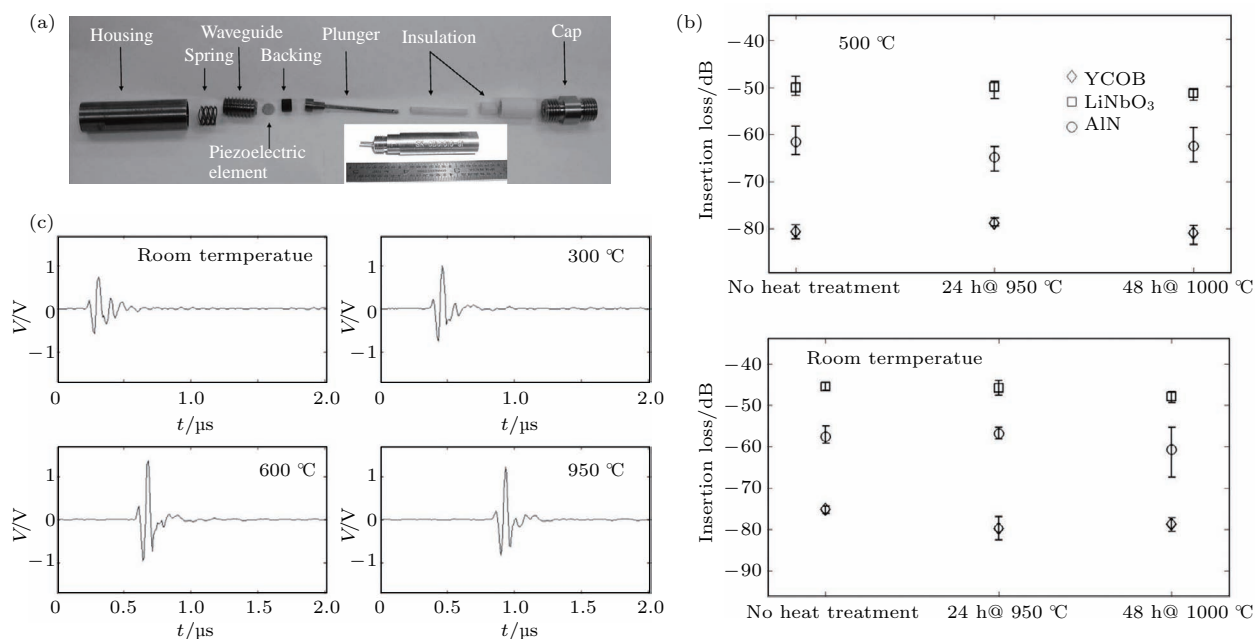 (a)
Housing
Waveguide
Spring
Backing
Plunger
Insulation
Cap
Piezoelectric
element
(b)
Insertion loss/dB
−40
−50
−60
−70
−80
500 ℃
YCOB
LiNbO₃
AlN
No heat treatment
24 h@ 950 ℃
48 h@ 1000 ℃
Insertion loss/dB
−40
−50
−60
−70
−80
−90
Room termperatue
No heat treatment
24 h@ 950 ℃
48 h@ 1000 ℃
(c)
V/V
1
0
−1
Room termperatue
0 0.5 1.0 2.0
t/µs
V/V
1
0
−1
300 ℃
0 0.5 1.0 2.0
t/µs
V/V
1
0
−1
600 ℃
0 0.5 1.0 1.5 2.0
t/µs
V/V
1
0
−1
950 ℃
0 0.5 1.0 1.5 2.0
t/µs